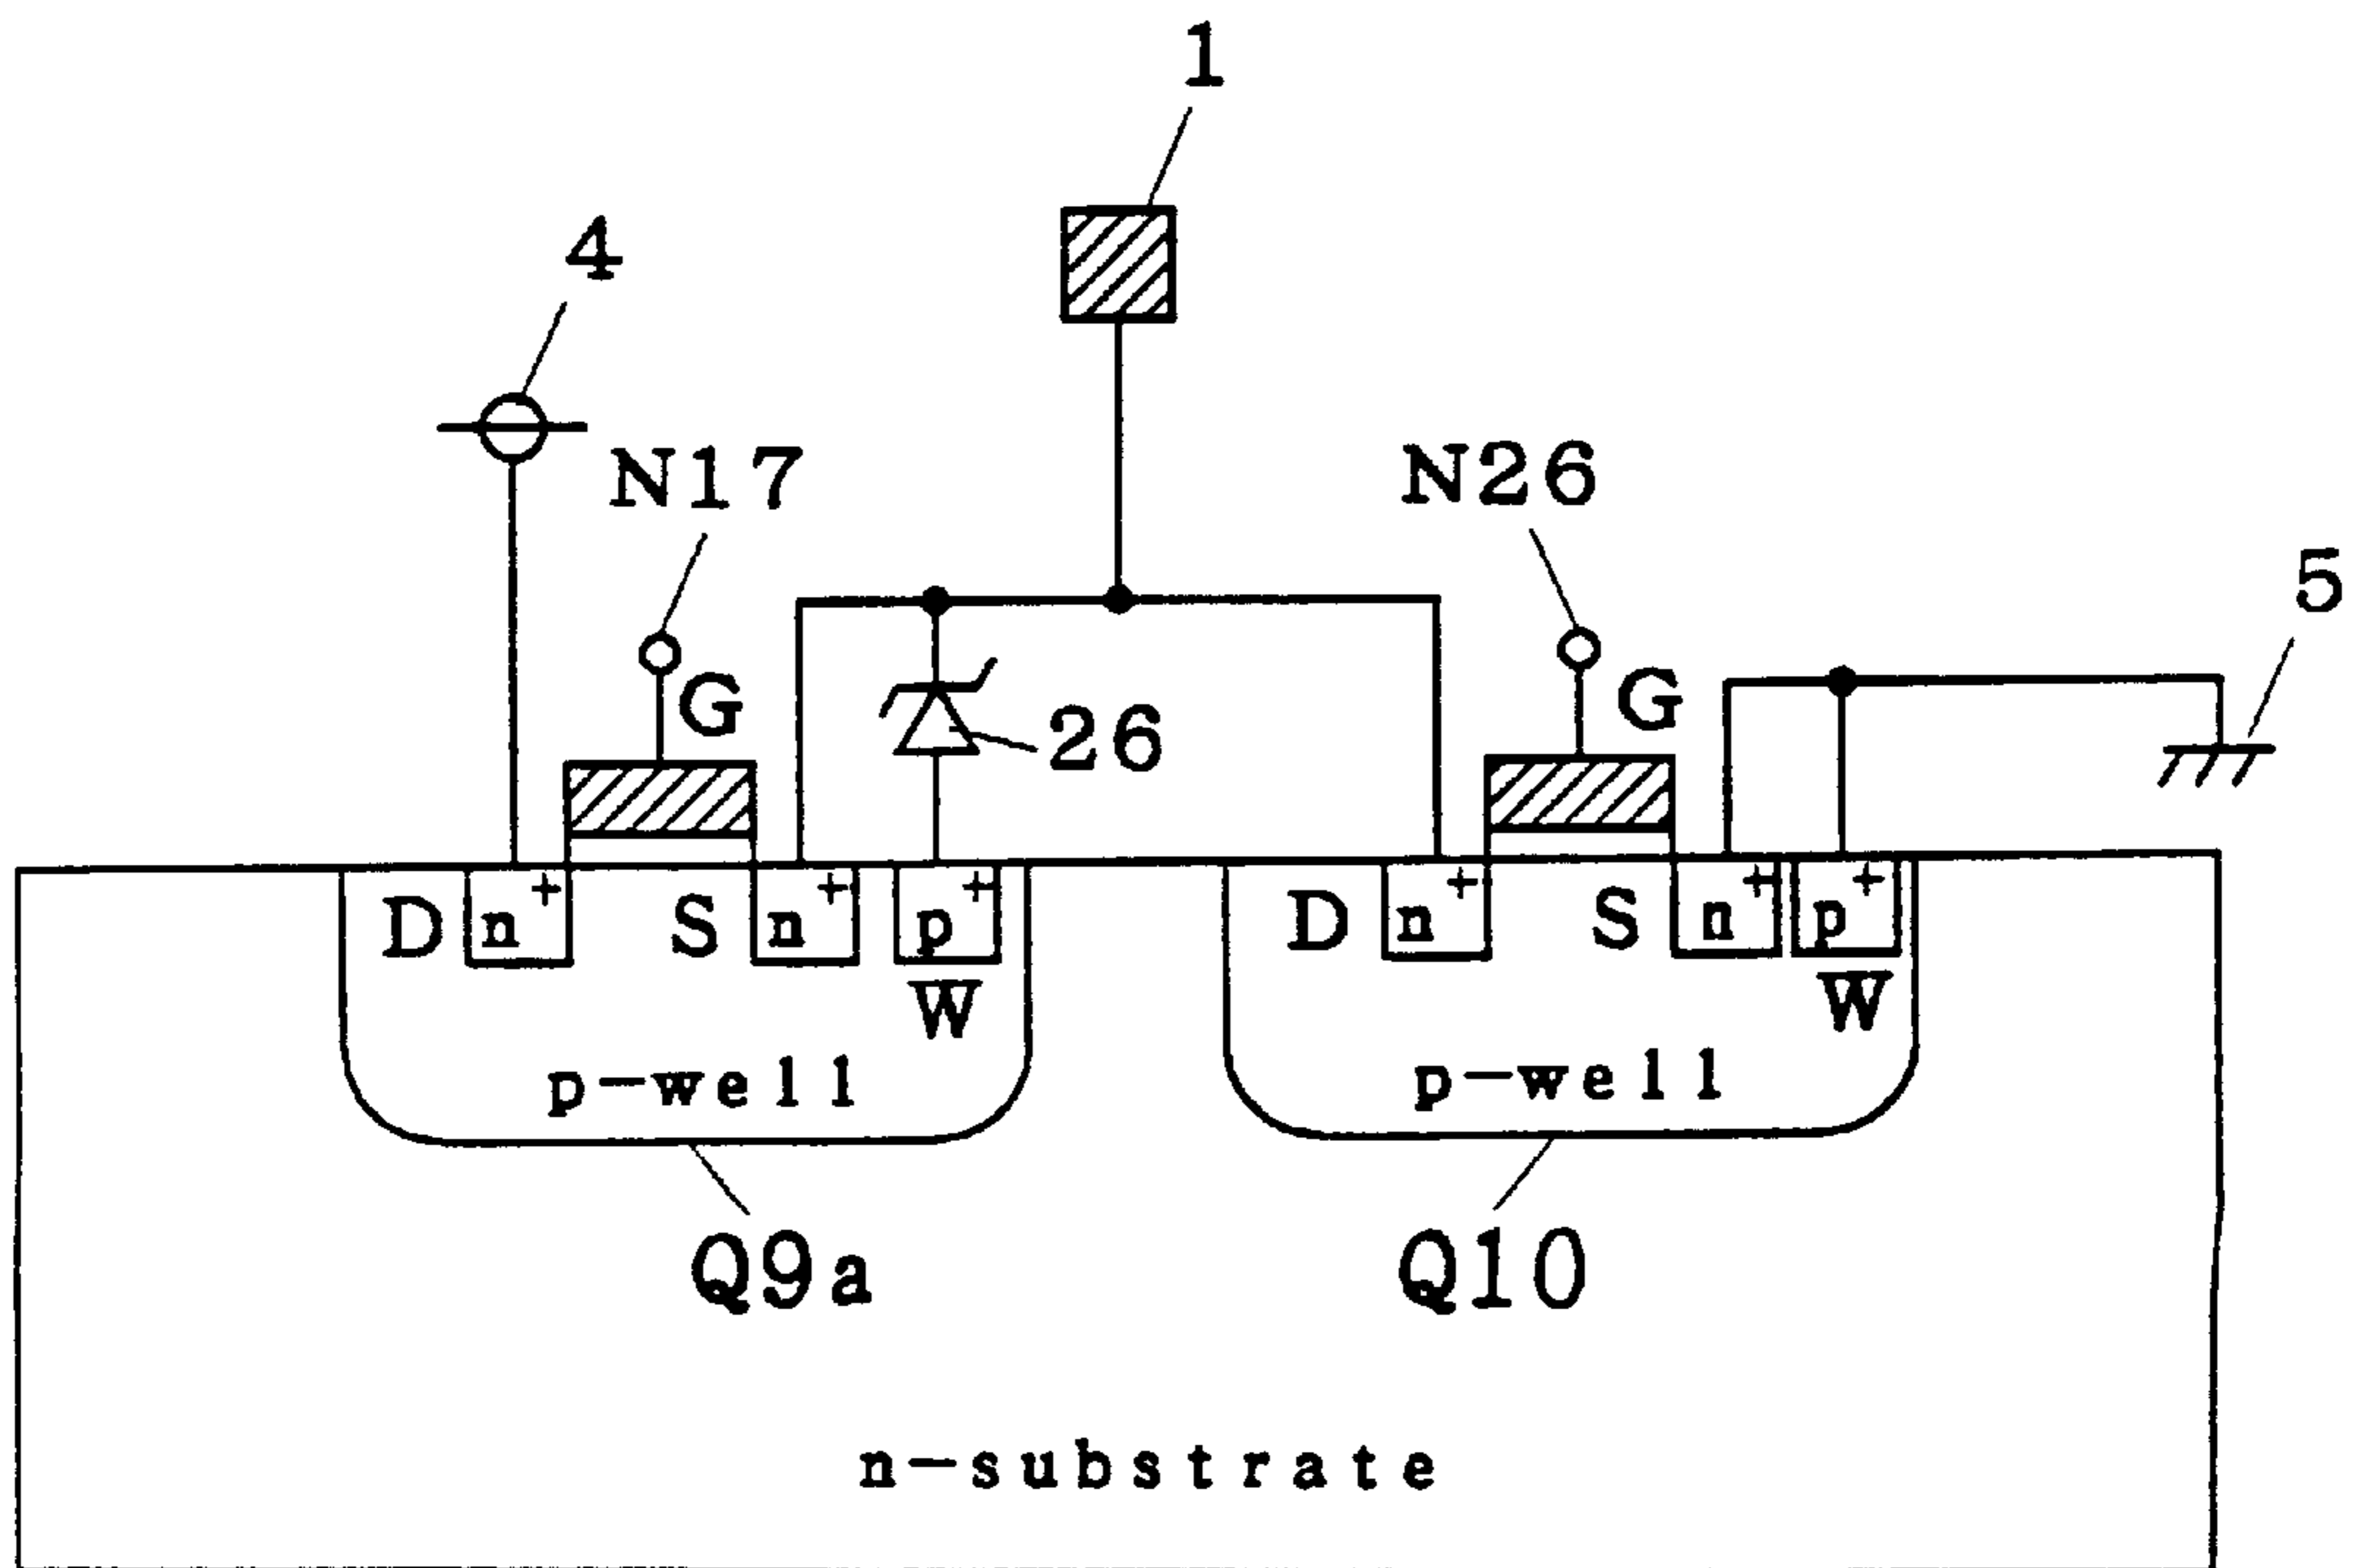 1
4
N17
N26
5
G
G
26
D
n+
S
n+
p+
D
n+
S
n+
p+
W
W
p-well
p-well
Q9a
Q10
n-substrate